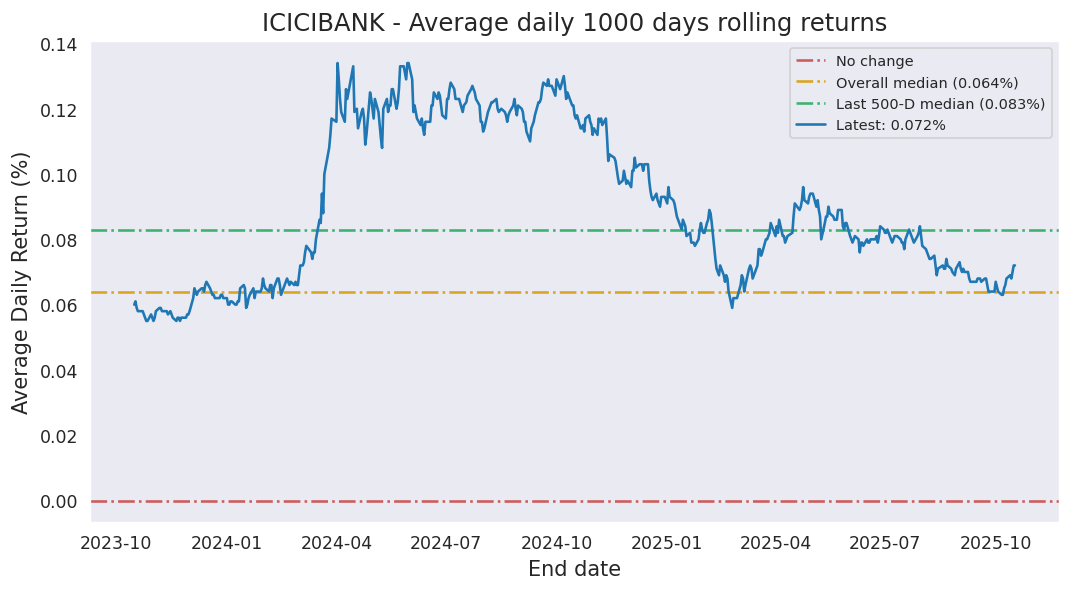 ICICIBANK - Average daily 1000 days rolling returns
Average Daily Return (%)
0.14
0.12
0.10
0.08
0.06
0.04
0.02
0.00
No change
Overall median (0.064%)
Last 500-D median (0.083%)
Latest: 0.072%
2023-10 2024-01 2024-04 2024-07 2024-10 2025-01 2025-04 2025-07 2025-10
End date